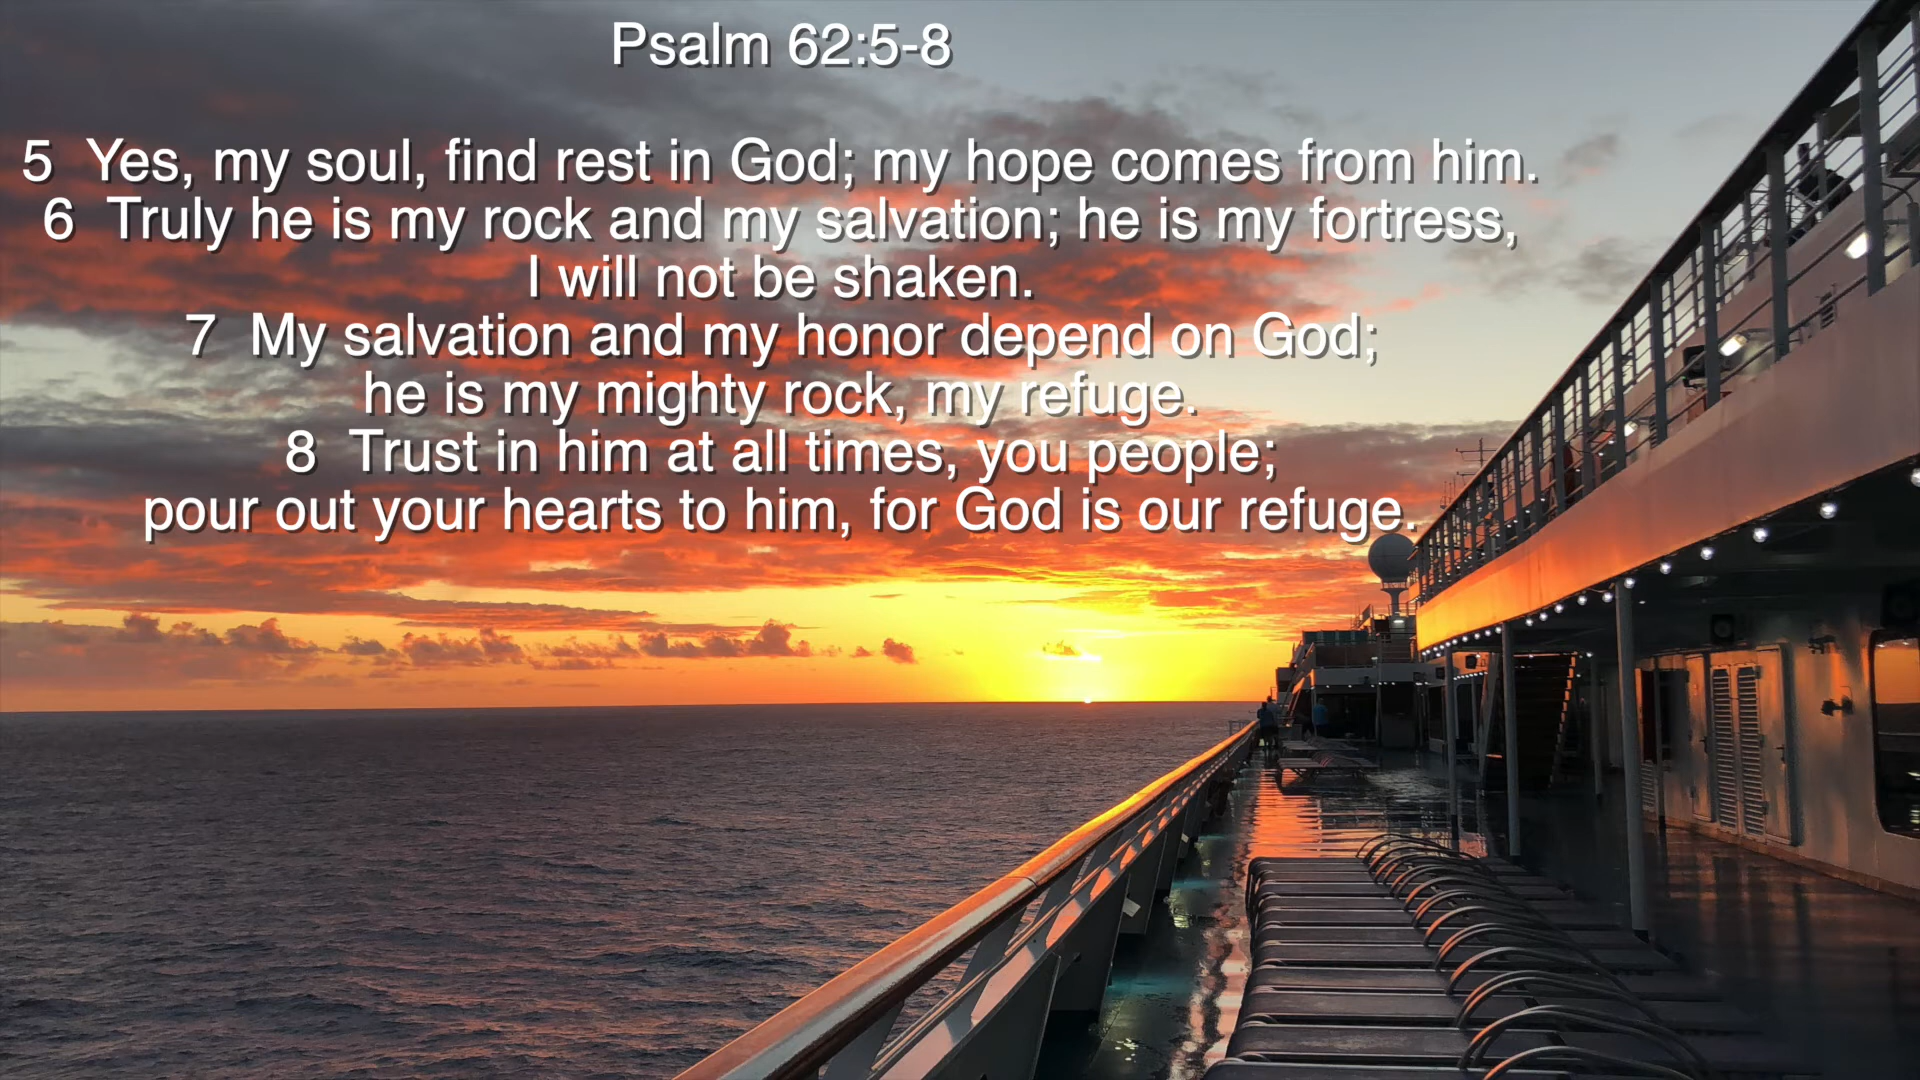 Psalm 62:5-8
5 Yes, my soul, find rest in God; my hope comes from him.
6 Truly he is my rock and my salvation; he is my fortress,
I will not be shaken.
7 My salvation and my honor depend on God;
he is my mighty rock, my refuge.
8 Trust in him at all times, you people;
pour out your hearts to him, for God is our refuge.